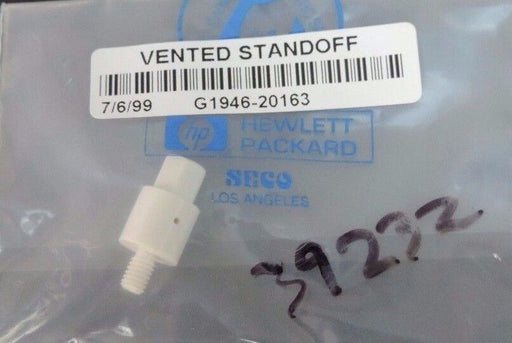 VENTED STANDOFF
7/6/99 G1946-20163
hp HEWLETT
PACKARD
SECO
LOS ANGELES
39232